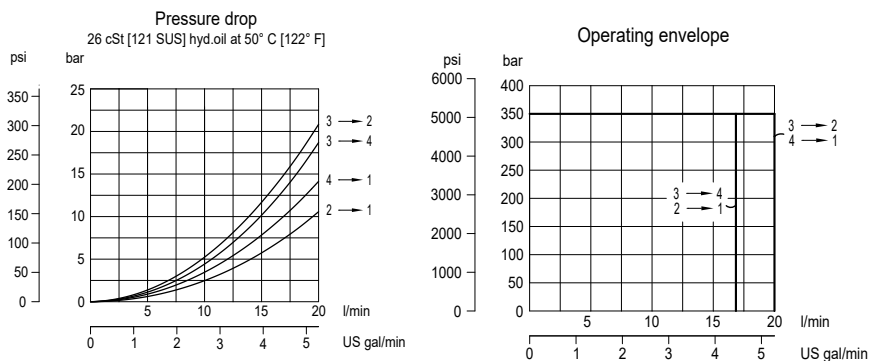 Pressure drop
26 cSt [121 SUS] hyd.oil at 50° C [122° F]
psi
bar
350
300
250
200
150
100
50
0
25
20
15
10
5
0
3 → 2
3 → 4
4 → 1
2 → 1
5
10
15
20
l/min
0
1
2
3
4
5
US gal/min
Operating envelope
psi
bar
6000
5000
4000
3000
2000
1000
0
400
350
300
250
200
150
100
50
0
3 → 2
4 → 1
3 → 4
2 → 1
5
10
15
20
l/min
0
1
2
3
4
5
US gal/min